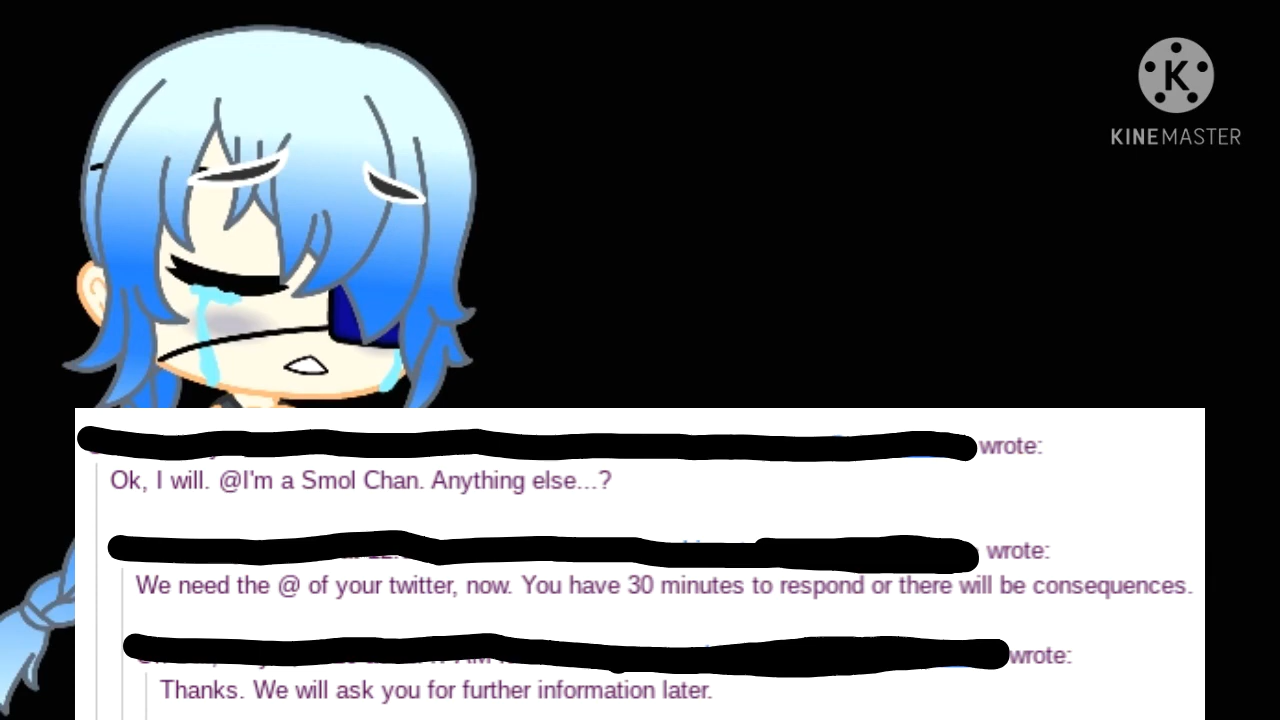 K
KINEMASTER
wrote:
Ok, I will. @I'm a Smol Chan. Anything else...?
wrote:
We need the @ of your twitter, now. You have 30 minutes to respond or there will be consequences.
wrote:
Thanks. We will ask you for further information later.